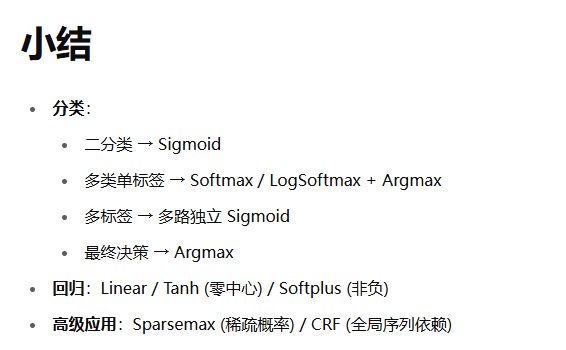 小结
分类：
二分类 → Sigmoid
多类单标签 → Softmax / LogSoftmax + Argmax
多标签 → 多路独立 Sigmoid
最终决策 → Argmax
回归：Linear / Tanh (零中心) / Softplus (非负)
高级应用：Sparsemax (稀疏概率) / CRF (全局序列依赖)